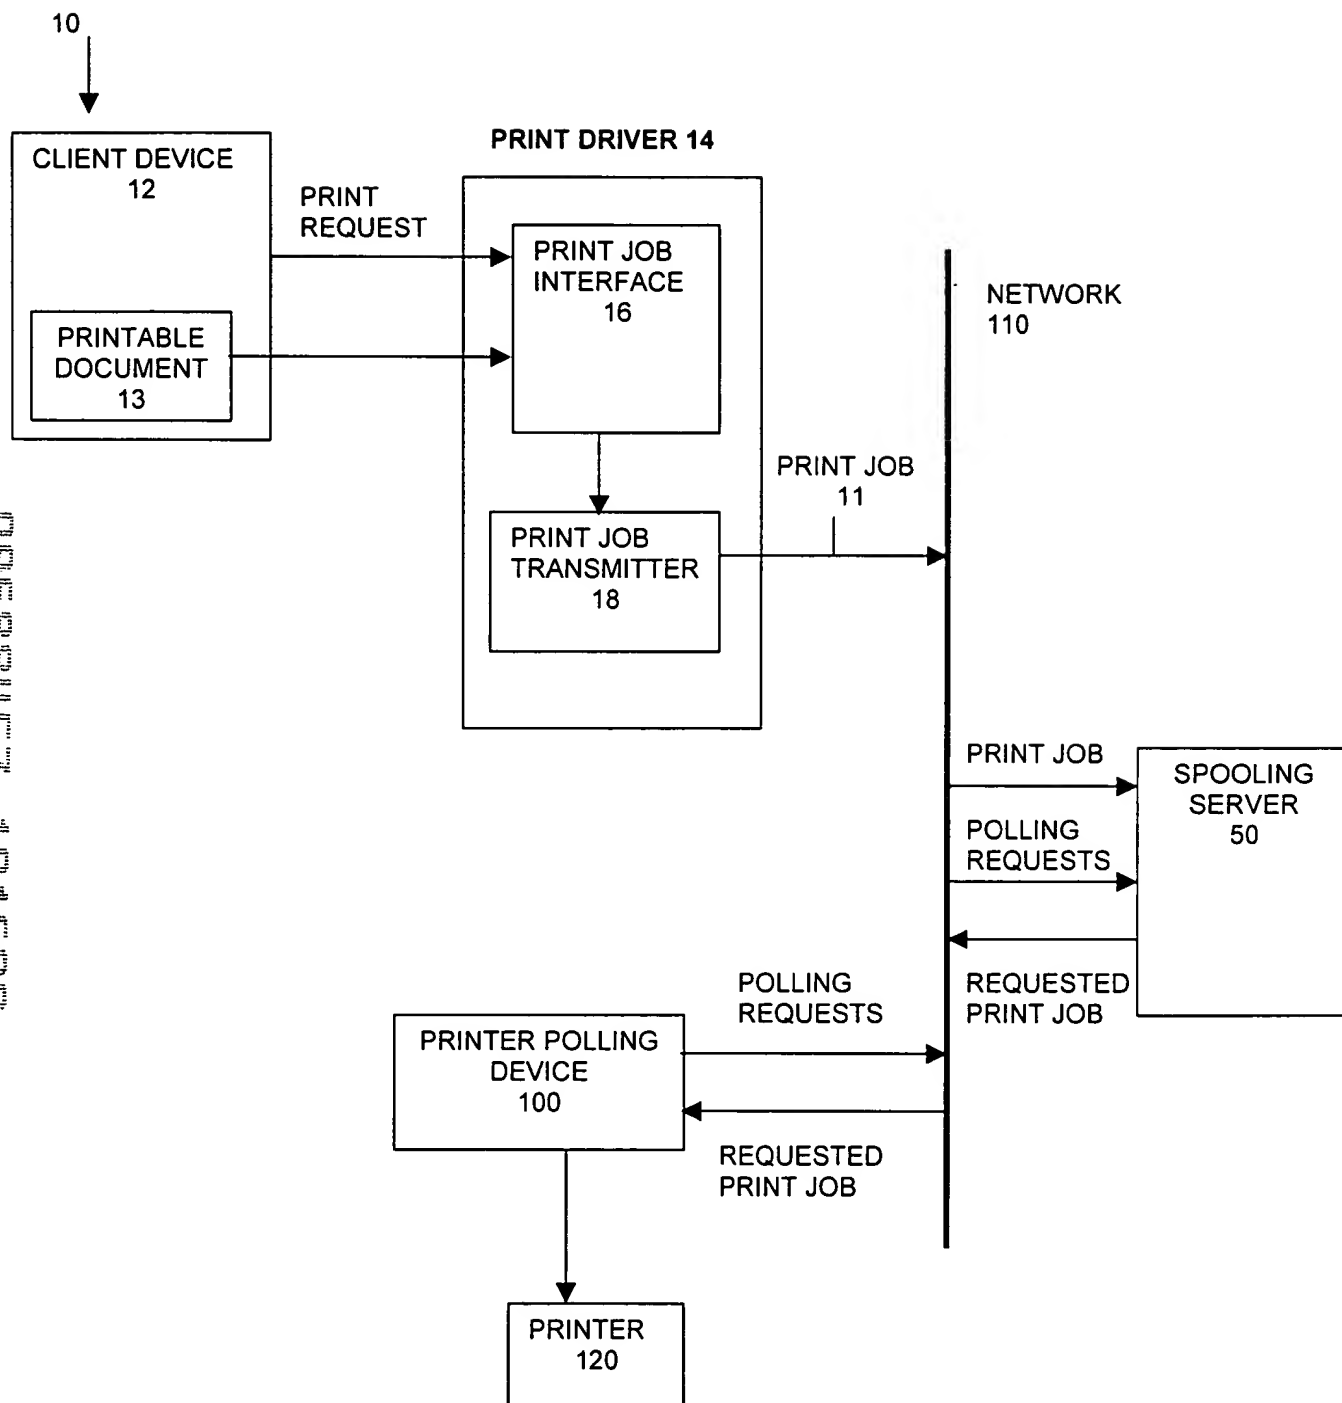 10
CLIENT DEVICE
12
PRINTABLE
DOCUMENT
13
PRINT
REQUEST
PRINT DRIVER 14
PRINT JOB
INTERFACE
16
PRINT JOB
TRANSMITTER
18
PRINT JOB
11
NETWORK
110
PRINT JOB
POLLING
REQUESTS
REQUESTED
PRINT JOB
SPOOLING
SERVER
50
POLLING
REQUESTS
REQUESTED
PRINT JOB
PRINTER POLLING
DEVICE
100
PRINTER
120